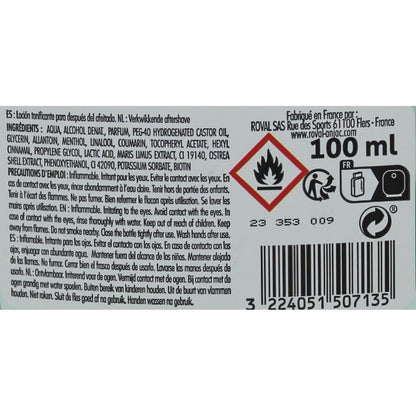 ES : Loción tonificante para después del afeitado. NL : Verkwikkende aftershave
INGRÉDIENTS : AQUA, ALCOHOL DENAT., PARFUM, PEG-40 HYDROGENATED CASTOR OIL,
GLYCERIN, ALLANTOIN, MENTHOL, LINALOOL, COUMARIN, TOCOPHERYL ACETATE, HEXYL
CINNAMAL, PROPYLENE GLYCOL, LACTIC ACID, MARIS LIMUS EXTRACT, CI 19140, OSTREA
SHELL EXTRACT, PHENOXYETHANOL, CI 42090, POTASSIUM SORBATE, BIOTIN
PRÉCAUTIONS D'EMPLOI : Inflammable. Irritant pour les yeux. Éviter le contact avec les yeux. En cas de
contact avec les yeux, rincer abondamment à l'eau claire. Tenir hors de portée des enfants.
Tenir loin des flammes. Ne pas fumer. Bien refermer le flacon après utilisation. Se laver les
mains après utilisation. EN : Inflammable. Irritating to the eyes. Avoid contact with the eyes. In
case of contact with eyes, rinse immediately with water. Keep out of reach of children. Keep
away from flames. Do not smoke nearby. Close the bottle tightly after use. Wash hands after use.
ES : Inflamable. Irritante para los ojos. Evitar el contacto con los ojos. En caso de contacto con los
ojos, enjuagar con abundante agua. Mantener fuera del alcance de los niños. Mantener alejado
de las llamas. No fumar. Cerrar bien el frasco después de usarlo. Lavarse las manos después de
usarlo. NL : Ontvlambaar. Irriterend voor de ogen. Vermijd contact met de ogen. Bij contact met de
ogen grondig met water spoelen. Buiten bereik van kinderen houden. Uit de buurt van vlammen
houden. Niet roken. Sluit de fles goed af na gebruik. Handen wassen na gebruik.
Fabriqué en France par :
ROVAL SAS Rue des Sports 61100 Flers - France
www.roval-anjac.com
100 ml
FR
23 353 009
3 224051 507135